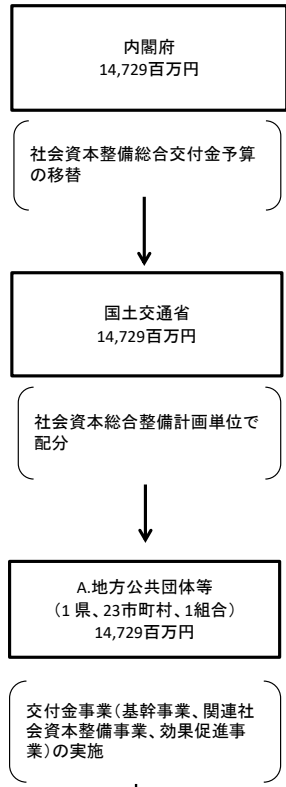 内閣府
14,729百万円
社会資本整備総合交付金予算
の移替
国土交通省
14,729百万円
社会資本総合整備計画単位で
配分
A.地方公共団体等
（1 県、23市町村、1組合）
14,729百万円
交付金事業（基幹事業、関連社
会資本整備事業、効果促進事
業）の実施